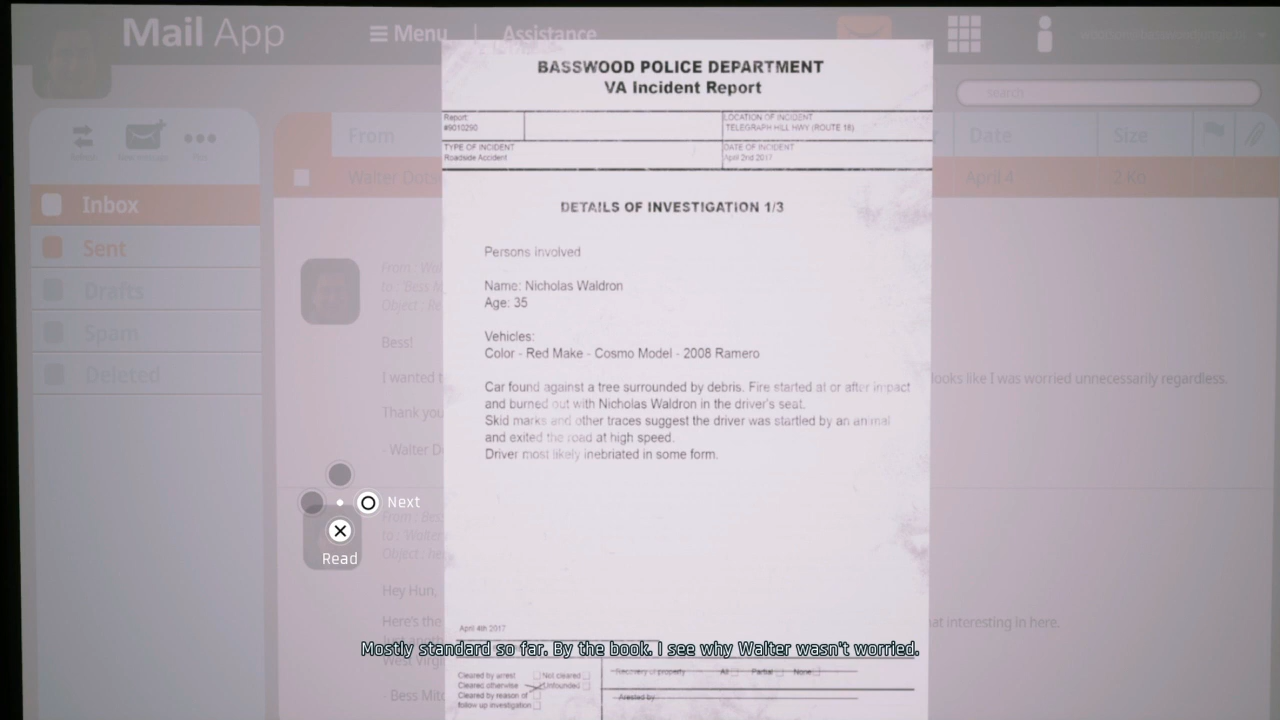 Mail App
Menu | Assistance
BASSWOOD POLICE DEPARTMENT
VA Incident Report
search
Report:
#9010290
LOCATION OF INCIDENT
TELEGRAPH HILL HWY (ROUTE 18)
TYPE OF INCIDENT
Roadside Accident
DATE OF INCIDENT
April 2nd 2017
From
Date
Size
Walter Dots
April 4
2 Ko
Inbox
Sent
Drafts
Spam
Deleted
DETAILS OF INVESTIGATION 1/3
Persons involved
Name: Nicholas Waldron
Age: 35
Vehicles:
Color - Red Make - Cosmo Model - 2008 Ramero
Car found against a tree surrounded by debris. Fire started at or after impact
and burned out with Nicholas Waldron in the driver's seat.
Skid marks and other traces suggest the driver was startled by an animal
and exited the road at high speed.
Driver most likely inebriated in some form.
Bess!
I wanted
looks like I was worried unnecessarily regardless.
Thank you
- Walter
Next
Read
Hey Hun,
Here's the
that interesting in here.
- Bess
April 4th 2017
Mostly standard so far. By the book. I see why Walter wasn't worried.
Cleared by arrest
Not cleared
Cleared otherwise
Unfounded
Cleared by reason of
follow up investigation
Recovery of property
All
Partial
None
Arrested by